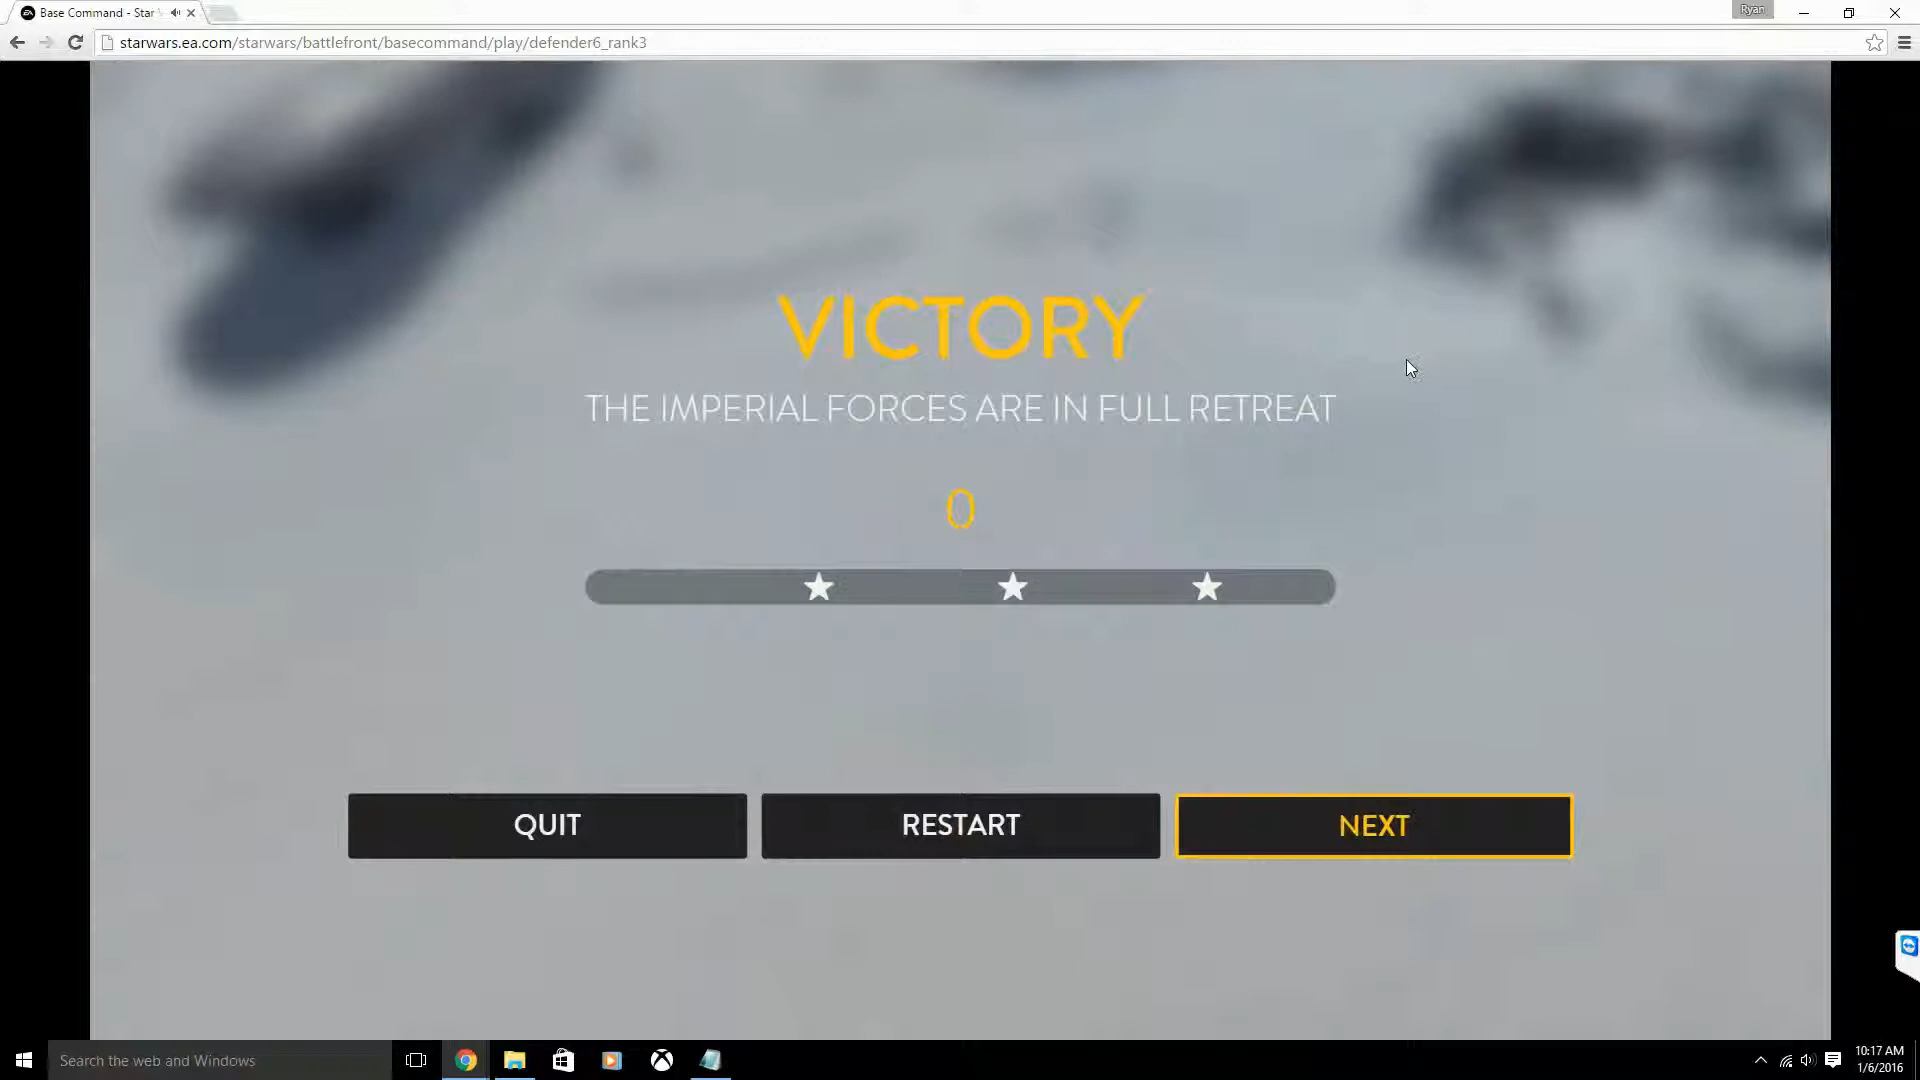 Base Command - Star
Ryan
starwars.ea.com/starwars/battlefront/basecommand/play/defender6_rank3
VICTORY
THE IMPERIAL FORCES ARE IN FULL RETREAT
0
QUIT
RESTART
NEXT
Search the web and Windows
10:17 AM
1/6/2016